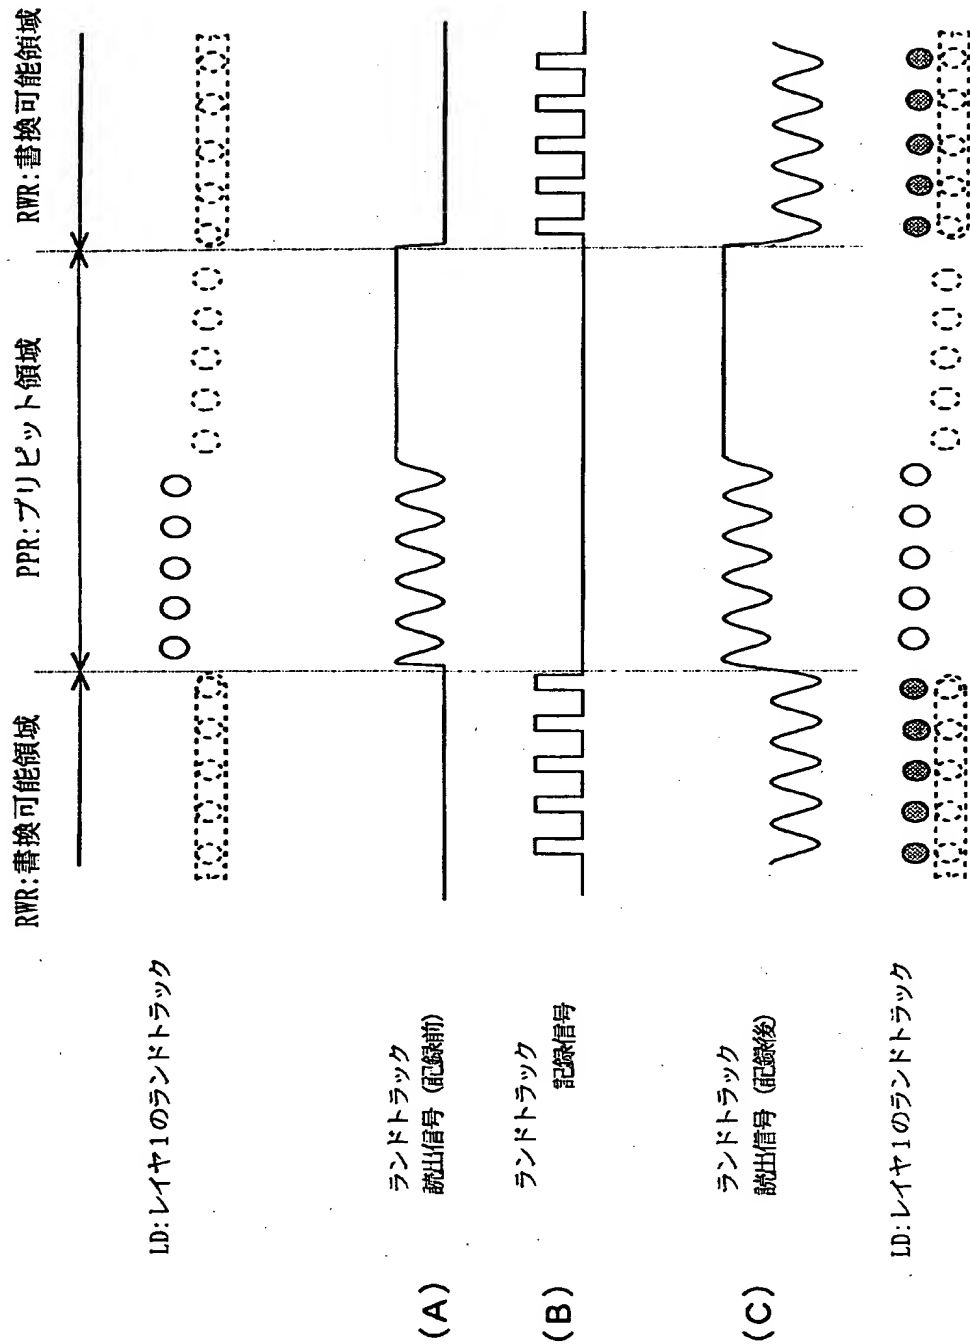 RWR:書換可能領域
PPR:プリピット領域
RWR:書換可能領域
LD:レイヤ1のランドトラック
(A)
ランドトラック
読出信号 (記録前)
(B)
ランドトラック
記録信号
(C)
ランドトラック
読出信号 (記録後)
LD:レイヤ1のランドトラック